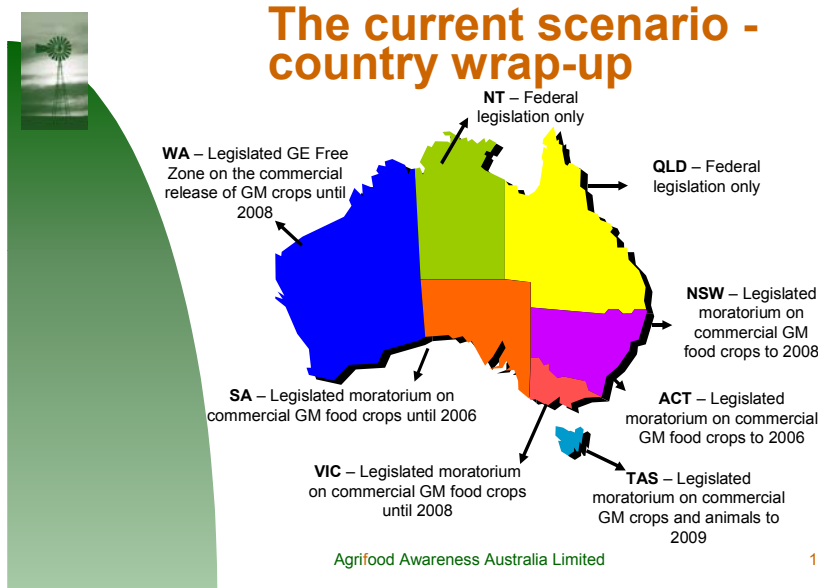 The current scenario -
country wrap-up
NT – Federal
legislation only
WA – Legislated GE Free
Zone on the commercial
release of GM crops until
2008
QLD – Federal
legislation only
NSW – Legislated
moratorium on
commercial GM
food crops to 2008
SA – Legislated moratorium on
commercial GM food crops until 2006
ACT – Legislated
moratorium on commercial
GM food crops to 2006
VIC – Legislated moratorium
on commercial GM food crops
until 2008
TAS – Legislated
moratorium on commercial
GM crops and animals to
2009
Agrifood Awareness Australia Limited
1